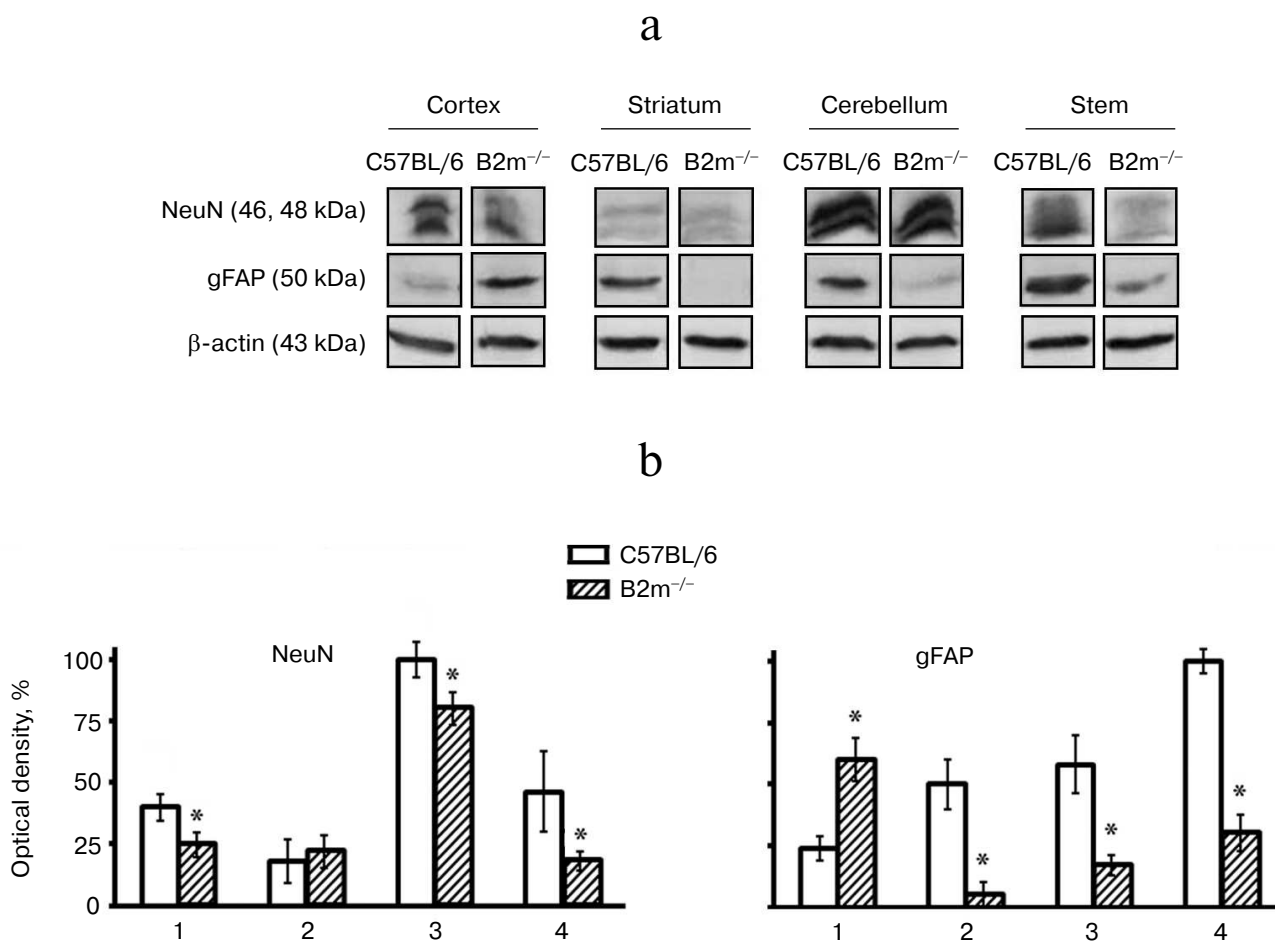 a
Cortex Striatum Cerebellum Stem
C57BL/6 B2m⁻/⁻ C57BL/6 B2m⁻/⁻ C57BL/6 B2m⁻/⁻ C57BL/6 B2m⁻/⁻
NeuN (46, 48 kDa)
gFAP (50 kDa)
β-actin (43 kDa)
b
C57BL/6
B2m⁻/⁻
Optical density, %
NeuN
100
75
50
25
0
* * *
1 2 3 4
gFAP
* * * *
1 2 3 4